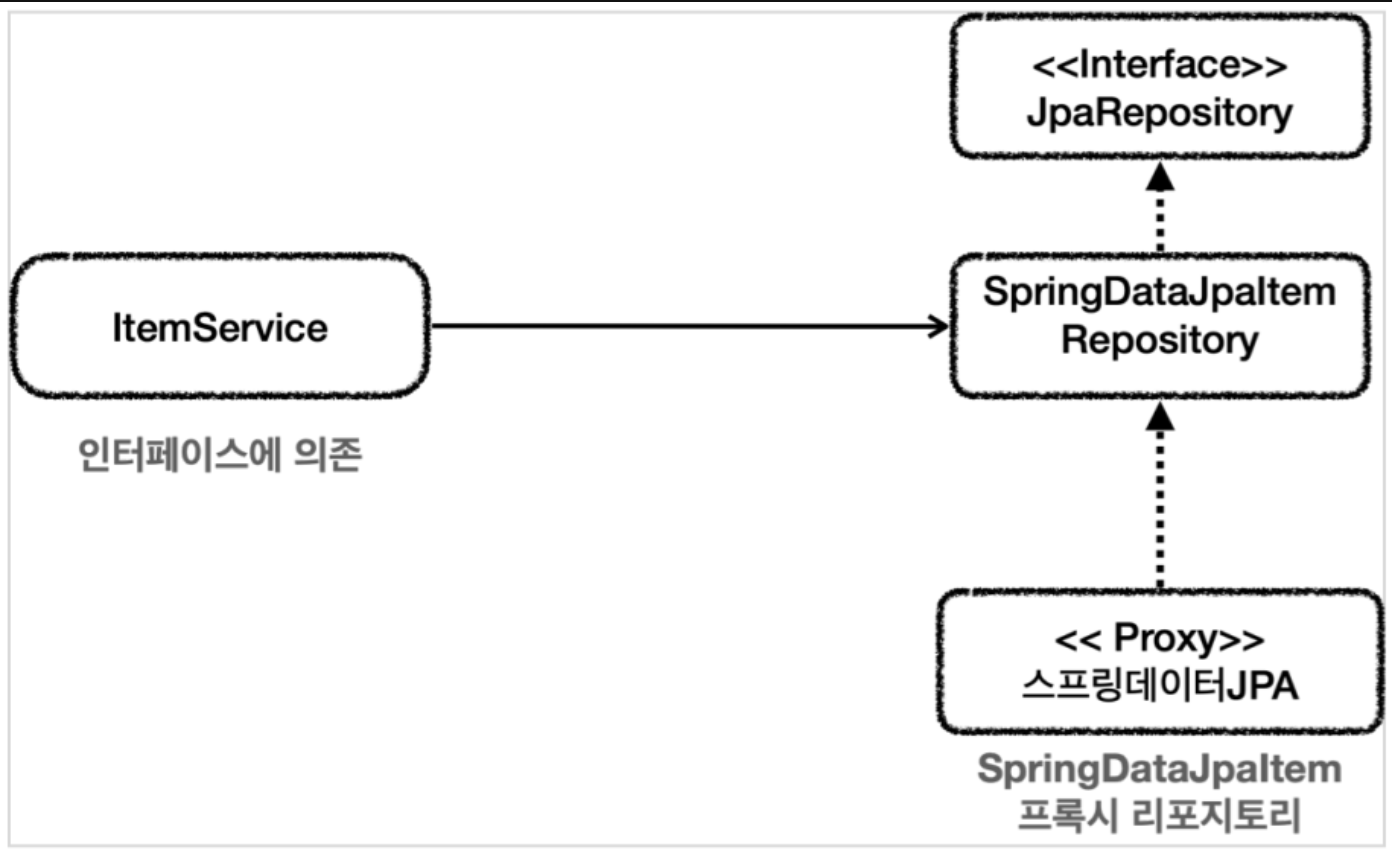 <<Interface>>
JpaRepository
ItemService
SpringDataJpaItem
Repository
인터페이스에 의존
<< Proxy>>
스프링데이터JPA
SpringDataJpaItem
프록시 리포지토리